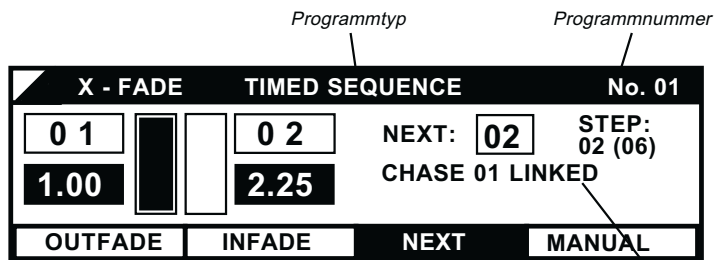 Programmtyp Programmnummer
X - FADE TIMED SEQUENCE No. 01
0 1 0 2 NEXT: 02 STEP:
02 (06)
1.00 2.25 CHASE 01 LINKED
OUTFADE INFADE NEXT MANUAL